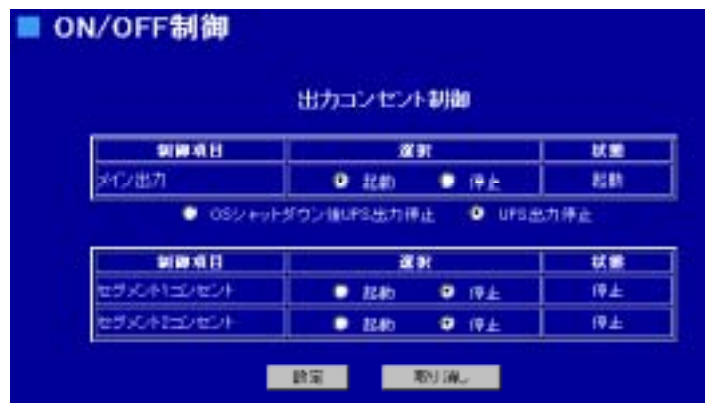 ON/OFF制御
出力コンセント制御
制御項目 選択 状態
メイン出力 起動 停止 起動
OSシャットダウン後UPS出力停止 UPS出力停止
制御項目 選択 状態
セグメント1コンセント 起動 停止 停止
セグメント2コンセント 起動 停止 停止
設定 取り消し